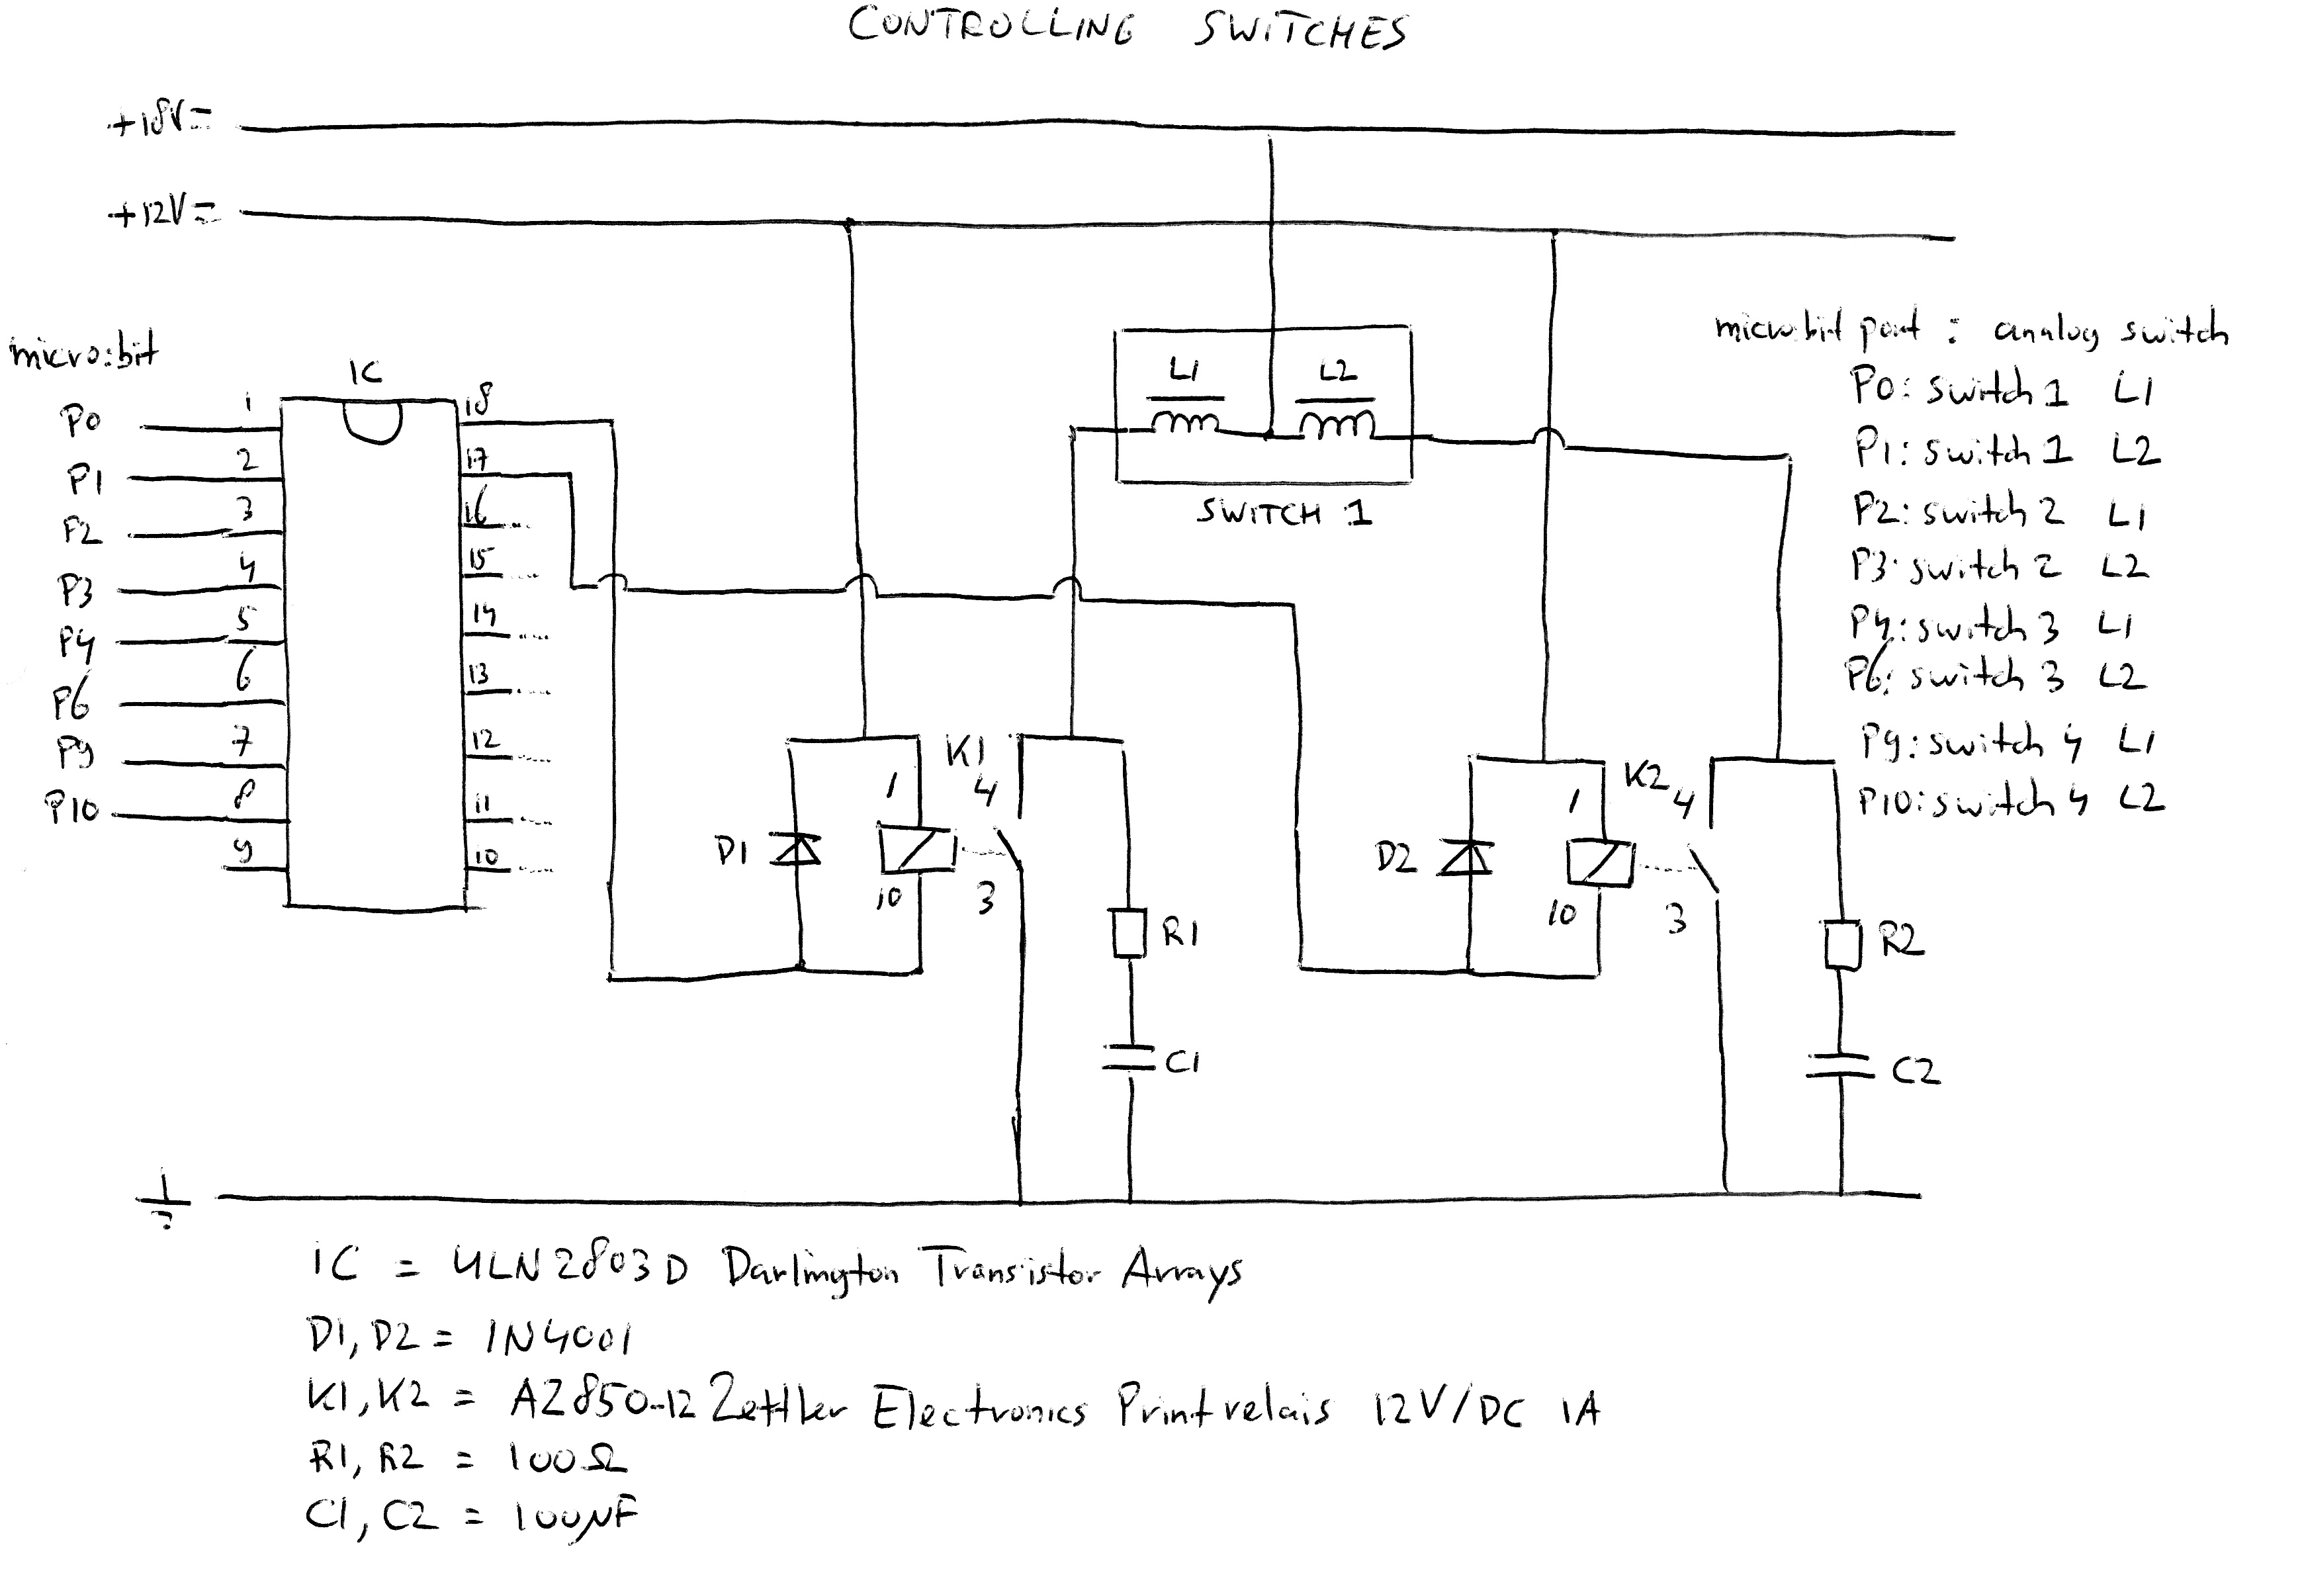 CONTROLLING SWITCHES
+18V=
+12V=
micro:bit
IC
P0 1
P1 2
P2 3
P3 4
P4 5
P6 6
P9 7
P10 8
9
18
17
16
15
14
13
12
11
10
L1 L2
SWITCH 1
micro:bit port : analog switch
P0: switch 1 L1
P1: switch 1 L2
P2: switch 2 L1
P3: switch 2 L2
P4: switch 3 L1
P6: switch 3 L2
P9: switch 4 L1
P10: switch 4 L2
D1
1
10
K1
4
3
R1
C1
D2
1
10
K2
4
3
R2
C2
IC = ULN2803D Darlington Transistor Arrays
D1, D2 = 1N4001
K1, K2 = AZ850-12 Zettler Electronics Printrelais 12V/DC 1A
R1, R2 = 100Ω
C1, C2 = 100µF